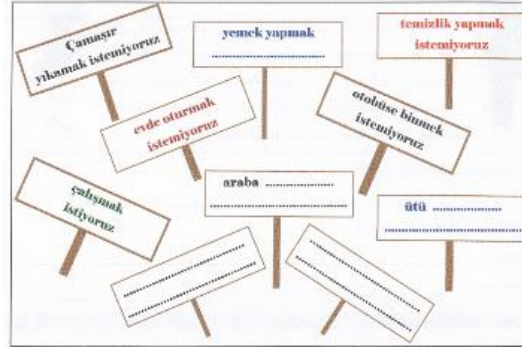 Çamaşır
yıkamak istemiyoruz
yemek yapmak
temizlik yapmak
istemiyoruz
evde oturmak
istemiyoruz
otobüse binmek
istemiyoruz
çalışmak
istiyoruz
araba ................
ütü ................